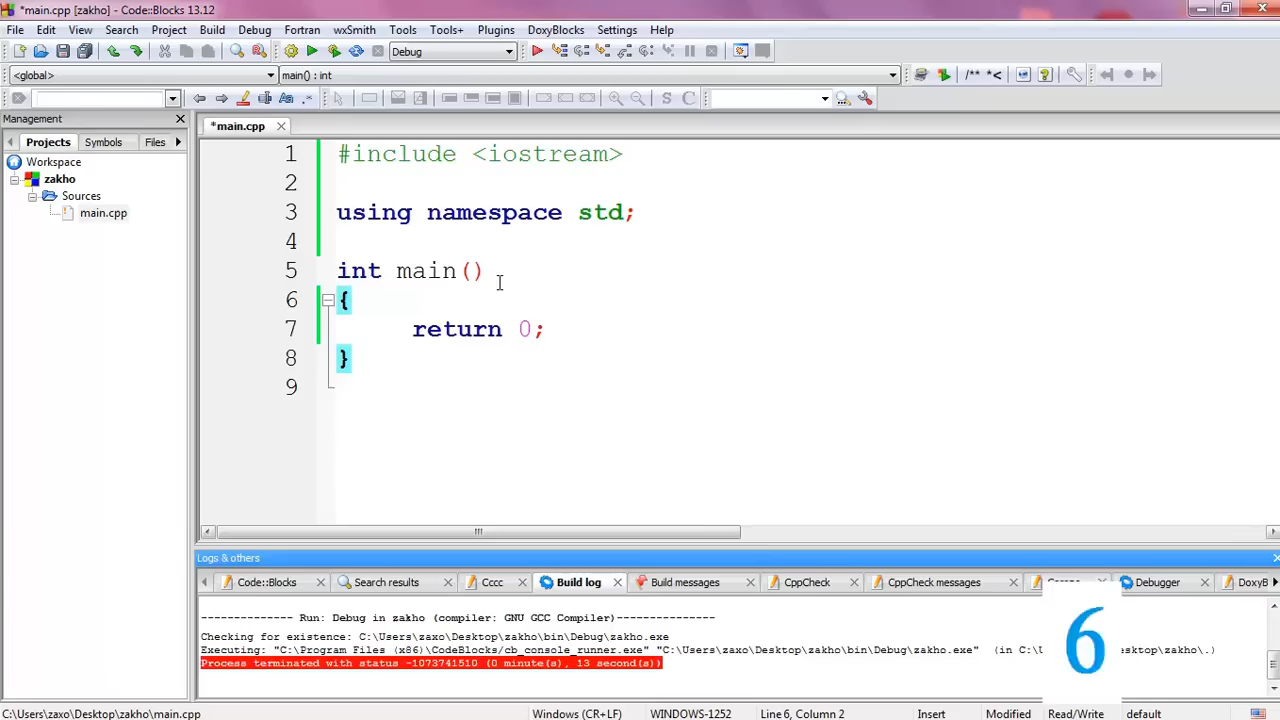 *main.cpp [zakho] - Code::Blocks 13.12
File Edit View Search Project Build Debug Fortran wxSmith Tools Tools+ Plugins DoxyBlocks Settings Help
Debug
<global> main() : int /** *<
Aa .* S C
Management
Projects Symbols Files
*main.cpp
Workspace
zakho
Sources
main.cpp
1 #include <iostream>
2
3 using namespace std;
4
5 int main()
6 {
7 return 0;
8 }
9
Logs & others
Code::Blocks Search results Cccc Build log Build messages CppCheck CppCheck messages Debugger DoxyB
-------------- Run: Debug in zakho (compiler: GNU GCC Compiler)---------------
Checking for existence: C:\Users\zaxo\Desktop\zakho\bin\Debug\zakho.exe
Executing: "C:\Program Files (x86)\CodeBlocks/cb_console_runner.exe" "C:\Users\zaxo\Desktop\zakho\bin\Debug\zakho.exe" (in C:\U sktop\zakho\.)
Process terminated with status -1073741510 (0 minute(s), 13 second(s))
6
C:\Users\zaxo\Desktop\zakho\main.cpp Windows (CR+LF) WINDOWS-1252 Line 6, Column 2 Insert Modified Read/Write default